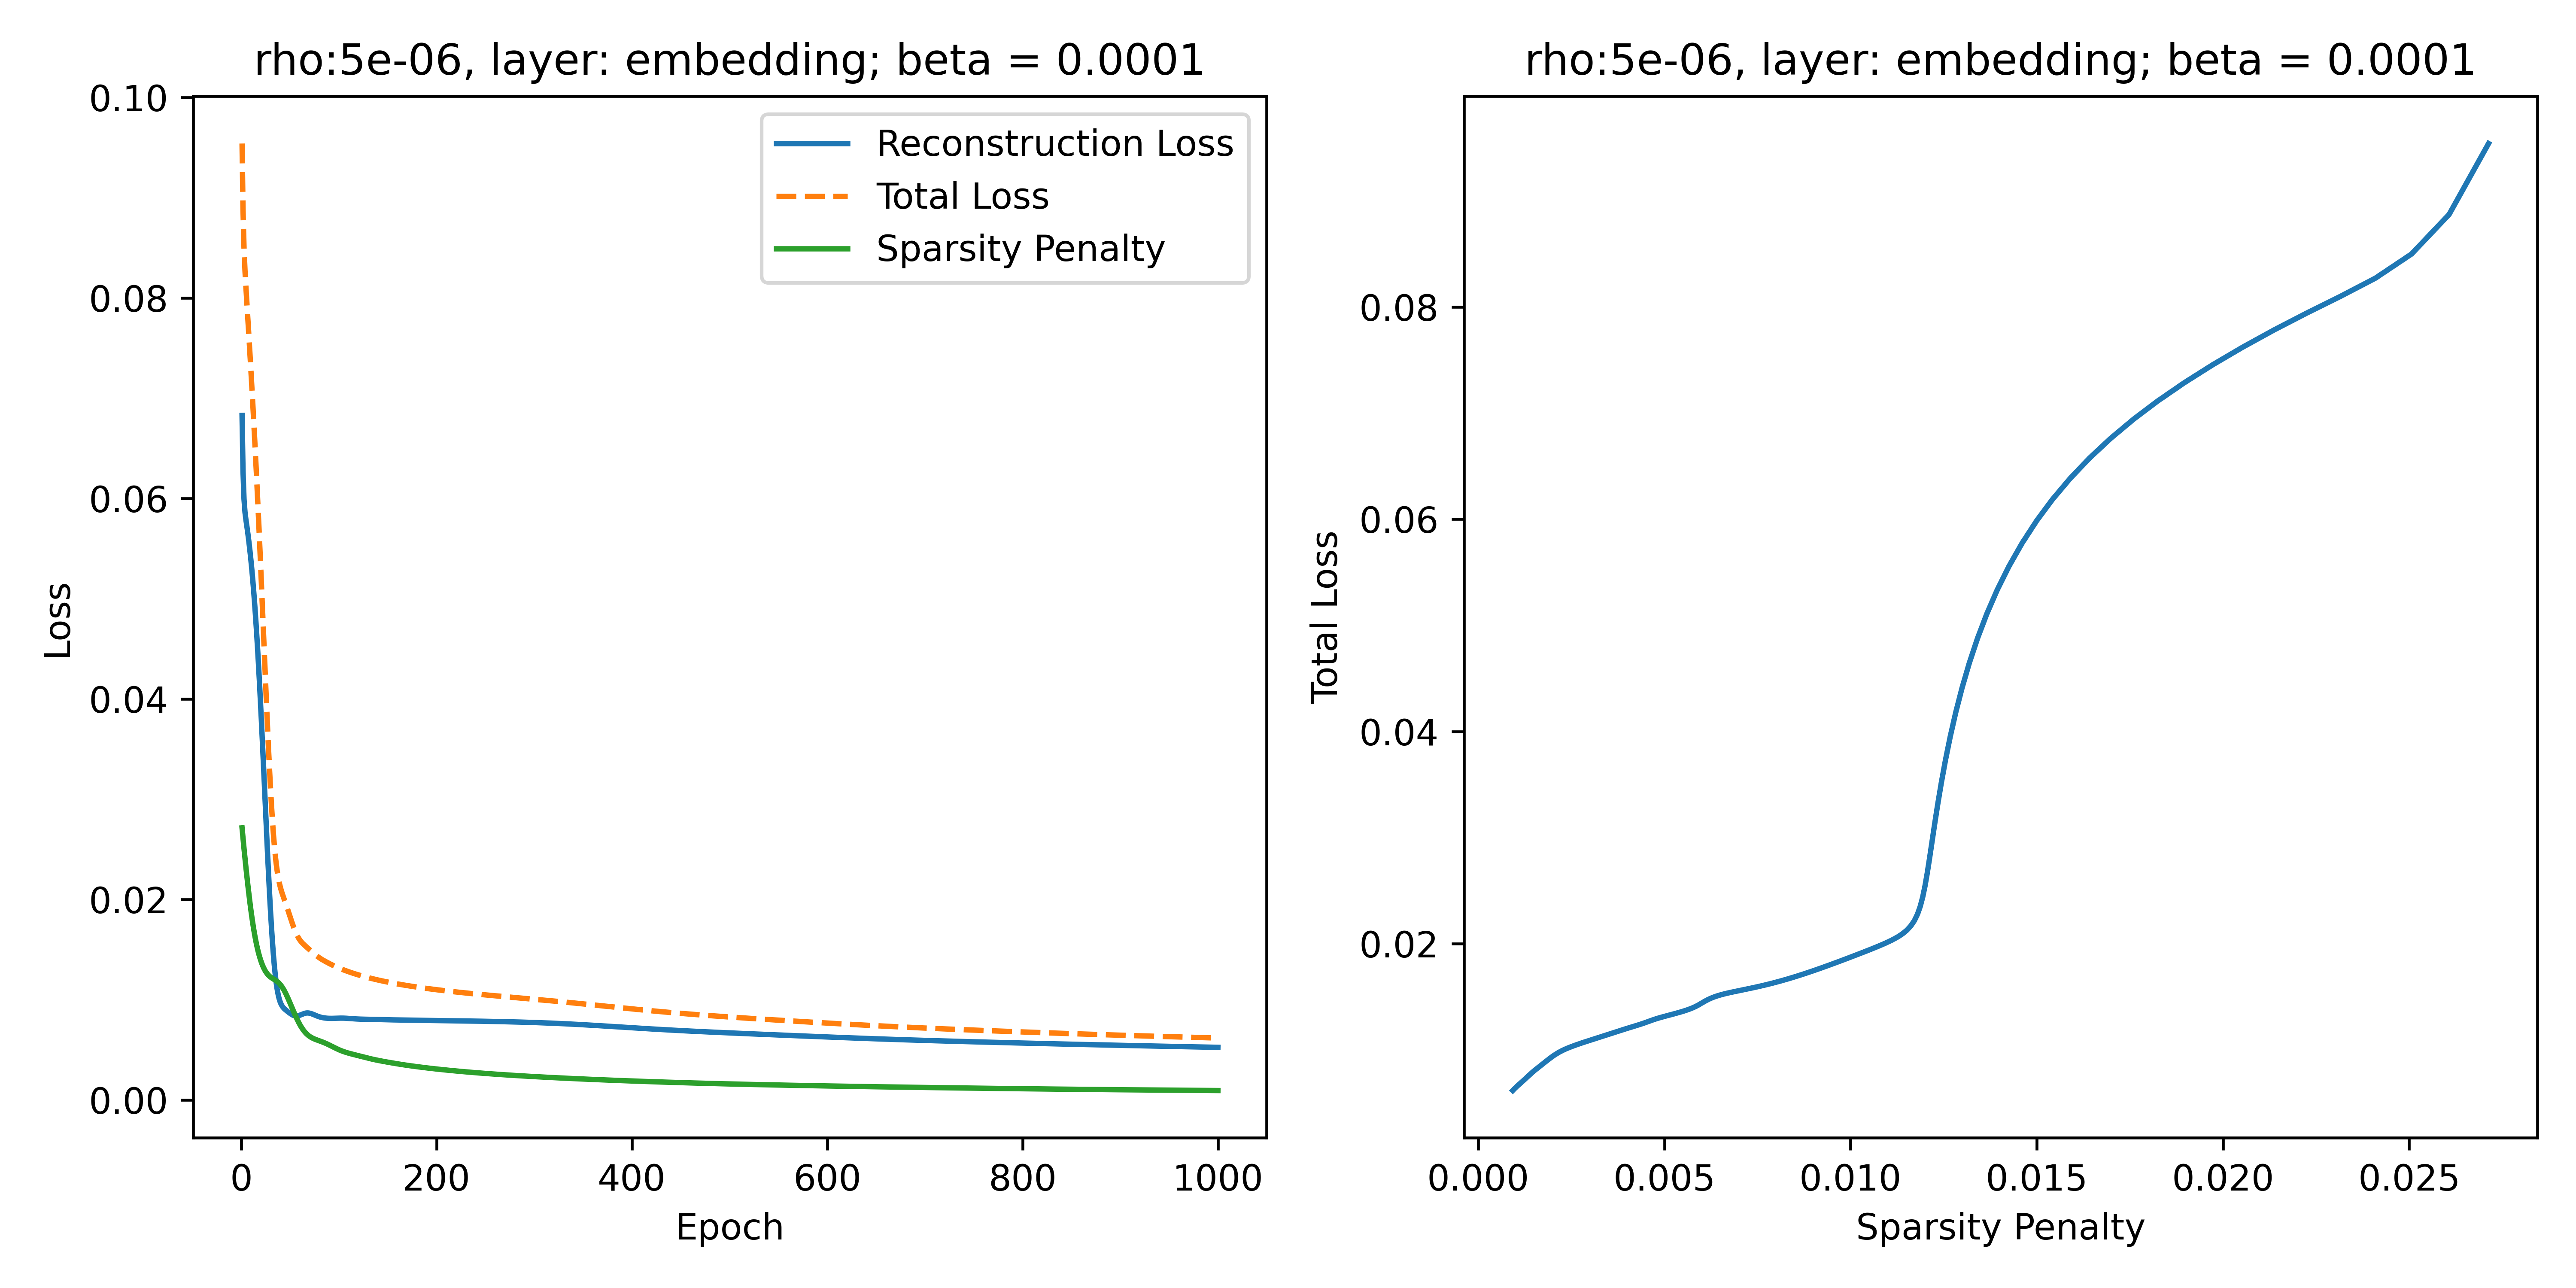 rho:5e-06, layer: embedding; beta = 0.0001
Reconstruction Loss
Total Loss
Sparsity Penalty
Loss
0.10
0.08
0.06
0.04
0.02
0.00
0 200 400 600 800 1000
Epoch
rho:5e-06, layer: embedding; beta = 0.0001
Total Loss
0.08
0.06
0.04
0.02
0.000 0.005 0.010 0.015 0.020 0.025
Sparsity Penalty